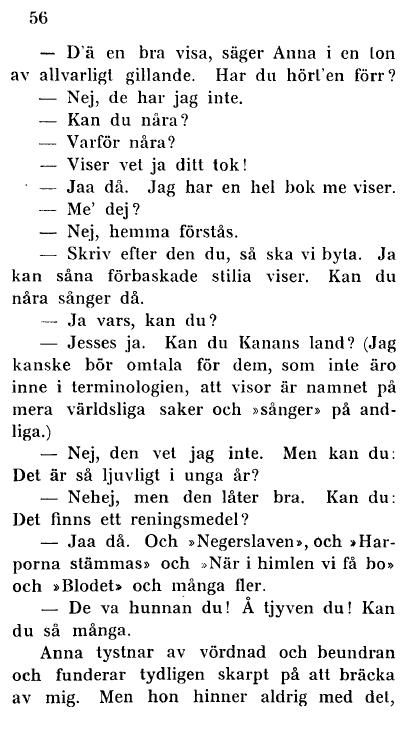 56
— D'ä en bra visa, säger Anna i en ton
av allvarligt gillande. Har du hört'en förr?
— Nej, de har jag inte.
— Kan du nåra?
— Varför nåra?
— Viser vet ja ditt tok!
— Jaa då. Jag har en hel bok me viser.
— Me' dej?
— Nej, hemma förstås.
— Skriv efter den du, så ska vi byta. Ja
kan såna förbaskade stilia viser. Kan du
nåra sånger då.
— Ja vars, kan du?
— Jesses ja. Kan du Kanans land? (Jag
kanske bör omtala för dem, som inte äro
inne i terminologien, att visor är namnet på
mera världsliga saker och »sånger» på and-
liga.)
— Nej, den vet jag inte. Men kan du:
Det är så ljuvligt i unga år?
— Nehej, men den låter bra. Kan du:
Det finns ett reningsmedel?
— Jaa då. Och »Negerslaven», och »Har-
porna stämmas» och »När i himlen vi få bo»
och »Blodet» och många fler.
— De va hunnan du! Å tjyven du! Kan
du så många.
Anna tystnar av vördnad och beundran
och funderar tydligen skarpt på att bräcka
av mig. Men hon hinner aldrig med det,